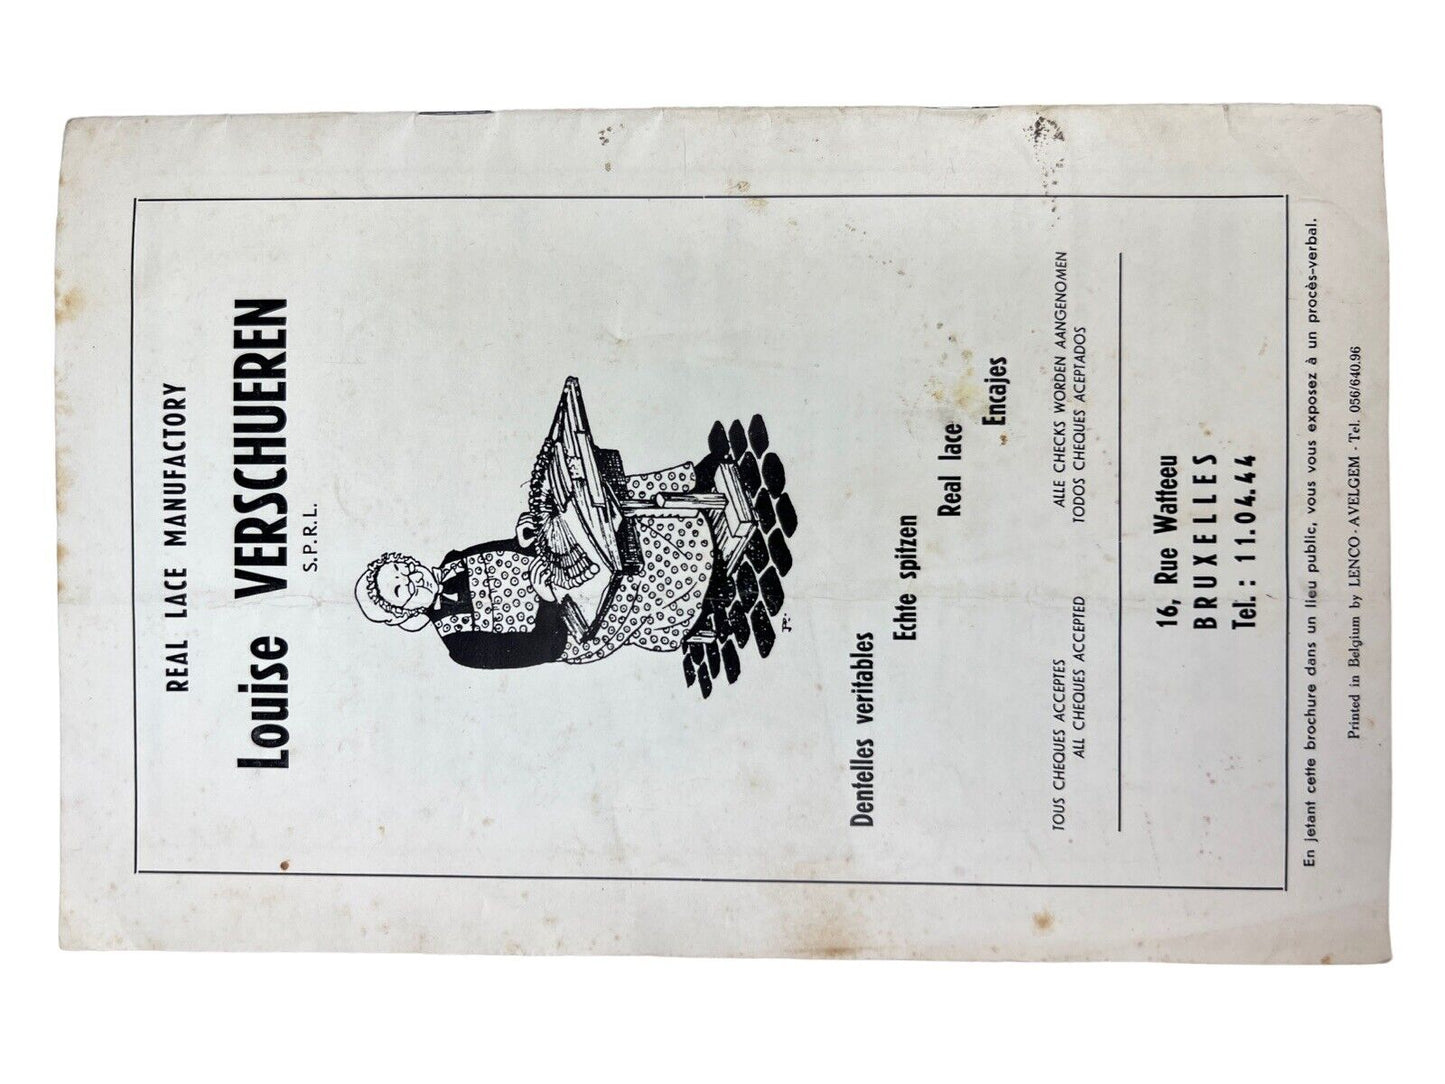 REAL LACE MANUFACTORY
Louise VERSCHUEREN
S.P.R.L.
Dentelles veritables
Echte spitzen
Real lace
Encajes
TOUS CHEQUES ACCEPTES
ALL CHEQUES ACCEPTED
ALLE CHECKS WORDEN AANGENOMEN
TODOS CHEQUES ACEPTADOS
16, Rue Watteeu
BRUXELLES
Tel. : 11.04.44
En jetant cette brochure dans un lieu public, vous vous exposez à un procès-verbal.
Printed in Belgium by LENCO - AVELGEM - Tel. 056/640.96